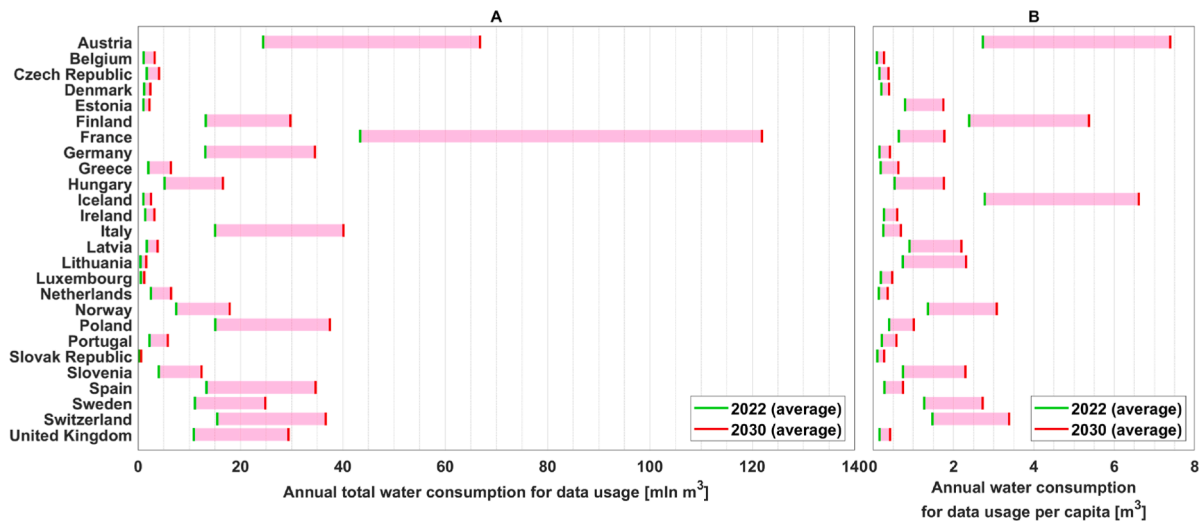 A
B
Austria
Belgium
Czech Republic
Denmark
Estonia
Finland
France
Germany
Greece
Hungary
Iceland
Ireland
Italy
Latvia
Lithuania
Luxembourg
Netherlands
Norway
Poland
Portugal
Slovak Republic
Slovenia
Spain
Sweden
Switzerland
United Kingdom
2022 (average)
2030 (average)
2022 (average)
2030 (average)
0 20 40 60 80 100 120 140
0 2 4 6 8
Annual total water consumption for data usage [mln m³]
Annual water consumption
for data usage per capita [m³]